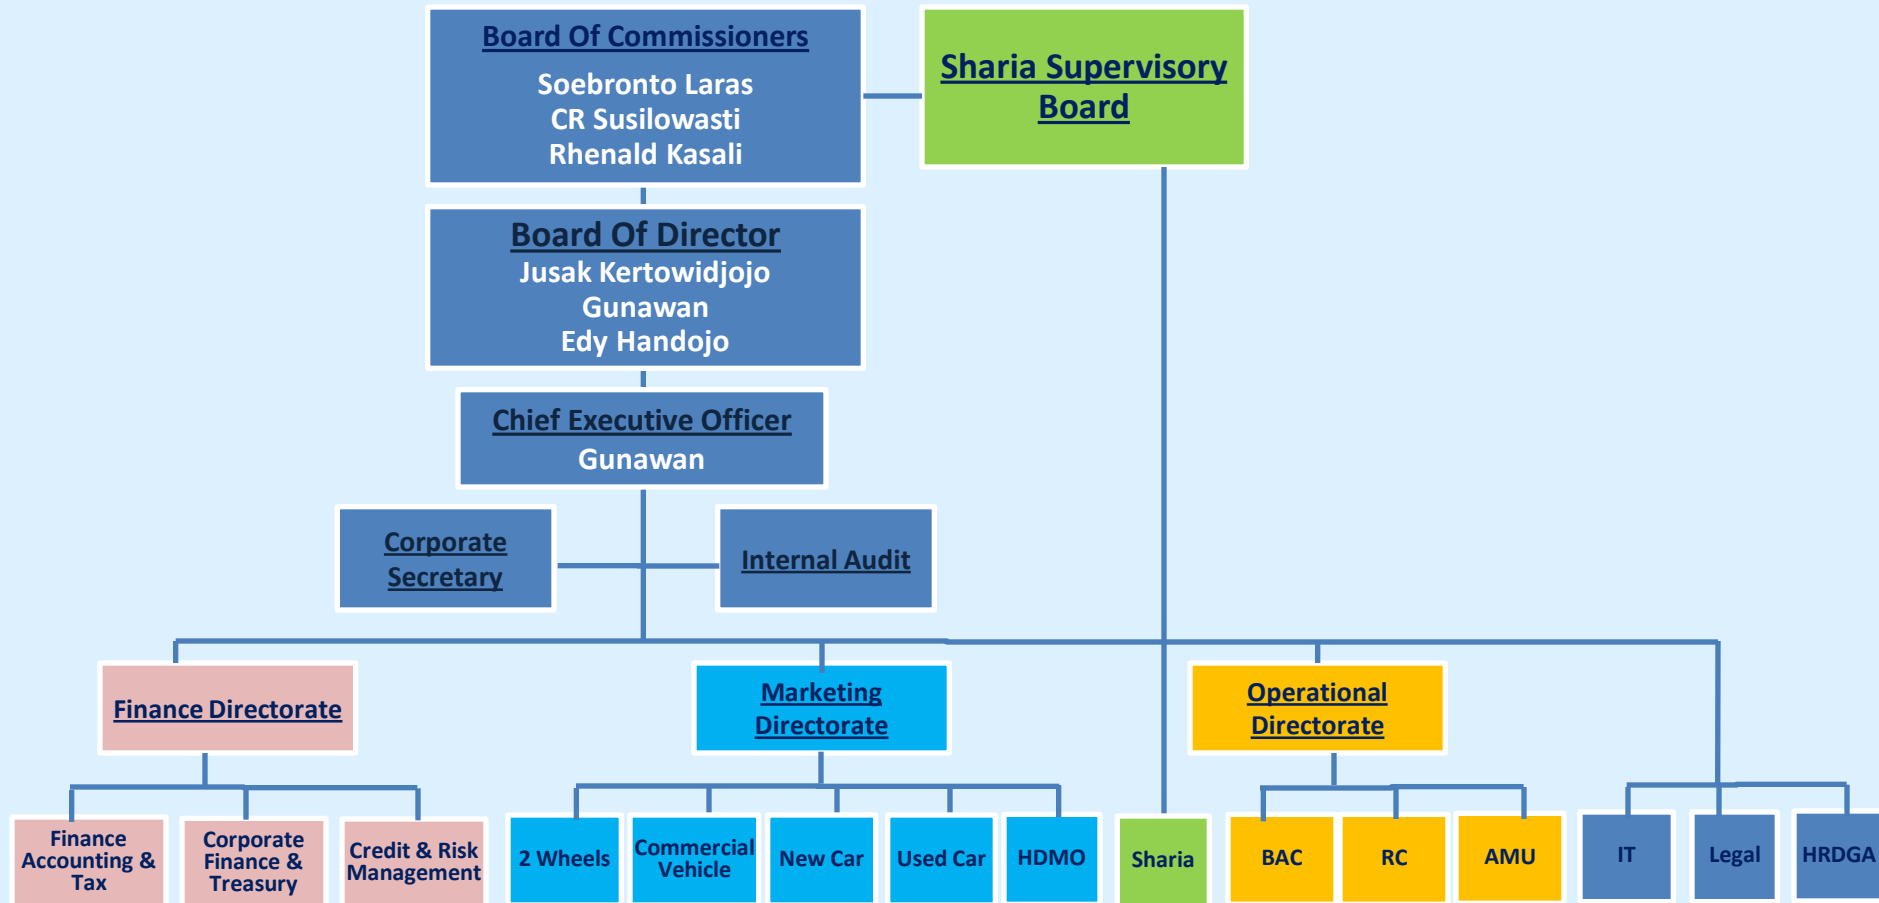 Board Of Commissioners
Soebronto Laras
CR Susilowasti
Rhenald Kasali
Sharia Supervisory
Board
Board Of Director
Jusak Kertowidjojo
Gunawan
Edy Handojo
Chief Executive Officer
Gunawan
Corporate
Secretary
Internal Audit
Finance Directorate
Marketing
Directorate
Operational
Directorate
Finance
Accounting &
Tax
Corporate
Finance &
Treasury
Credit & Risk
Management
2 Wheels
Commercial
Vehicle
New Car
Used Car
HDMO
Sharia
BAC
RC
AMU
IT
Legal
HRDGA